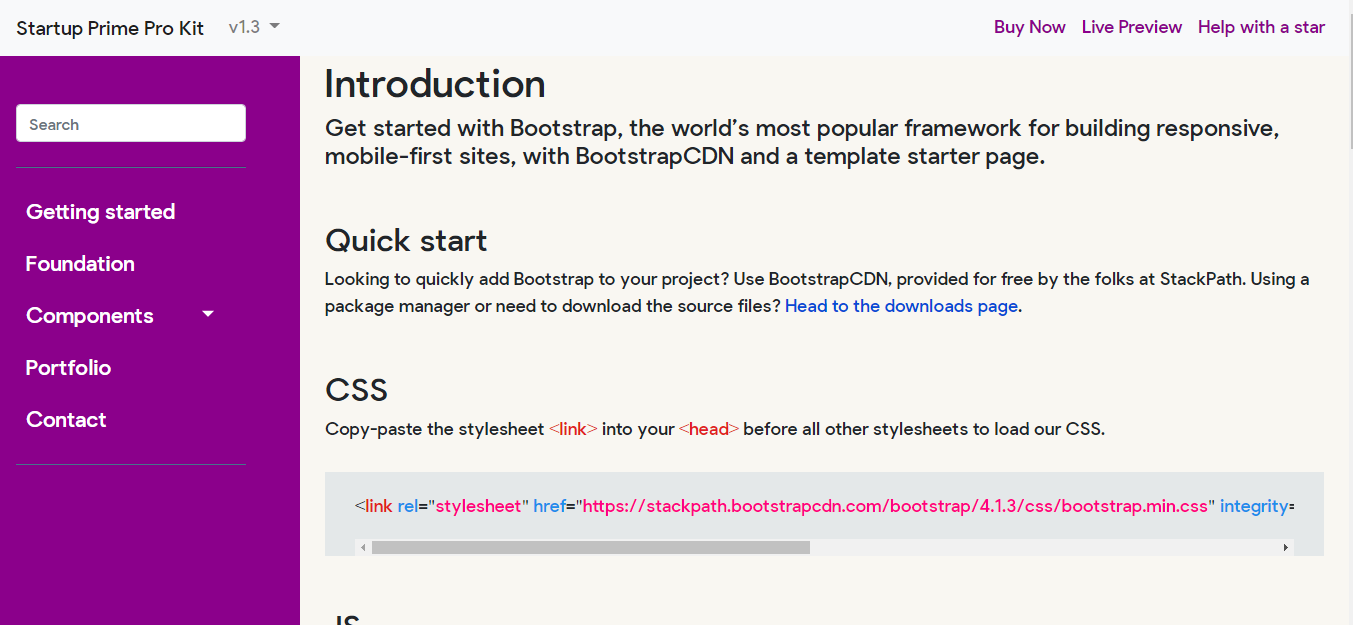 Startup Prime Pro Kit v1.3
Buy Now Live Preview Help with a star
Search
Getting started
Foundation
Components
Portfolio
Contact
Introduction
Get started with Bootstrap, the world’s most popular framework for building responsive,
mobile-first sites, with BootstrapCDN and a template starter page.
Quick start
Looking to quickly add Bootstrap to your project? Use BootstrapCDN, provided for free by the folks at StackPath. Using a
package manager or need to download the source files? Head to the downloads page.
CSS
Copy-paste the stylesheet <link> into your <head> before all other stylesheets to load our CSS.
<link rel="stylesheet" href="https://stackpath.bootstrapcdn.com/bootstrap/4.1.3/css/bootstrap.min.css" integrity=
JS